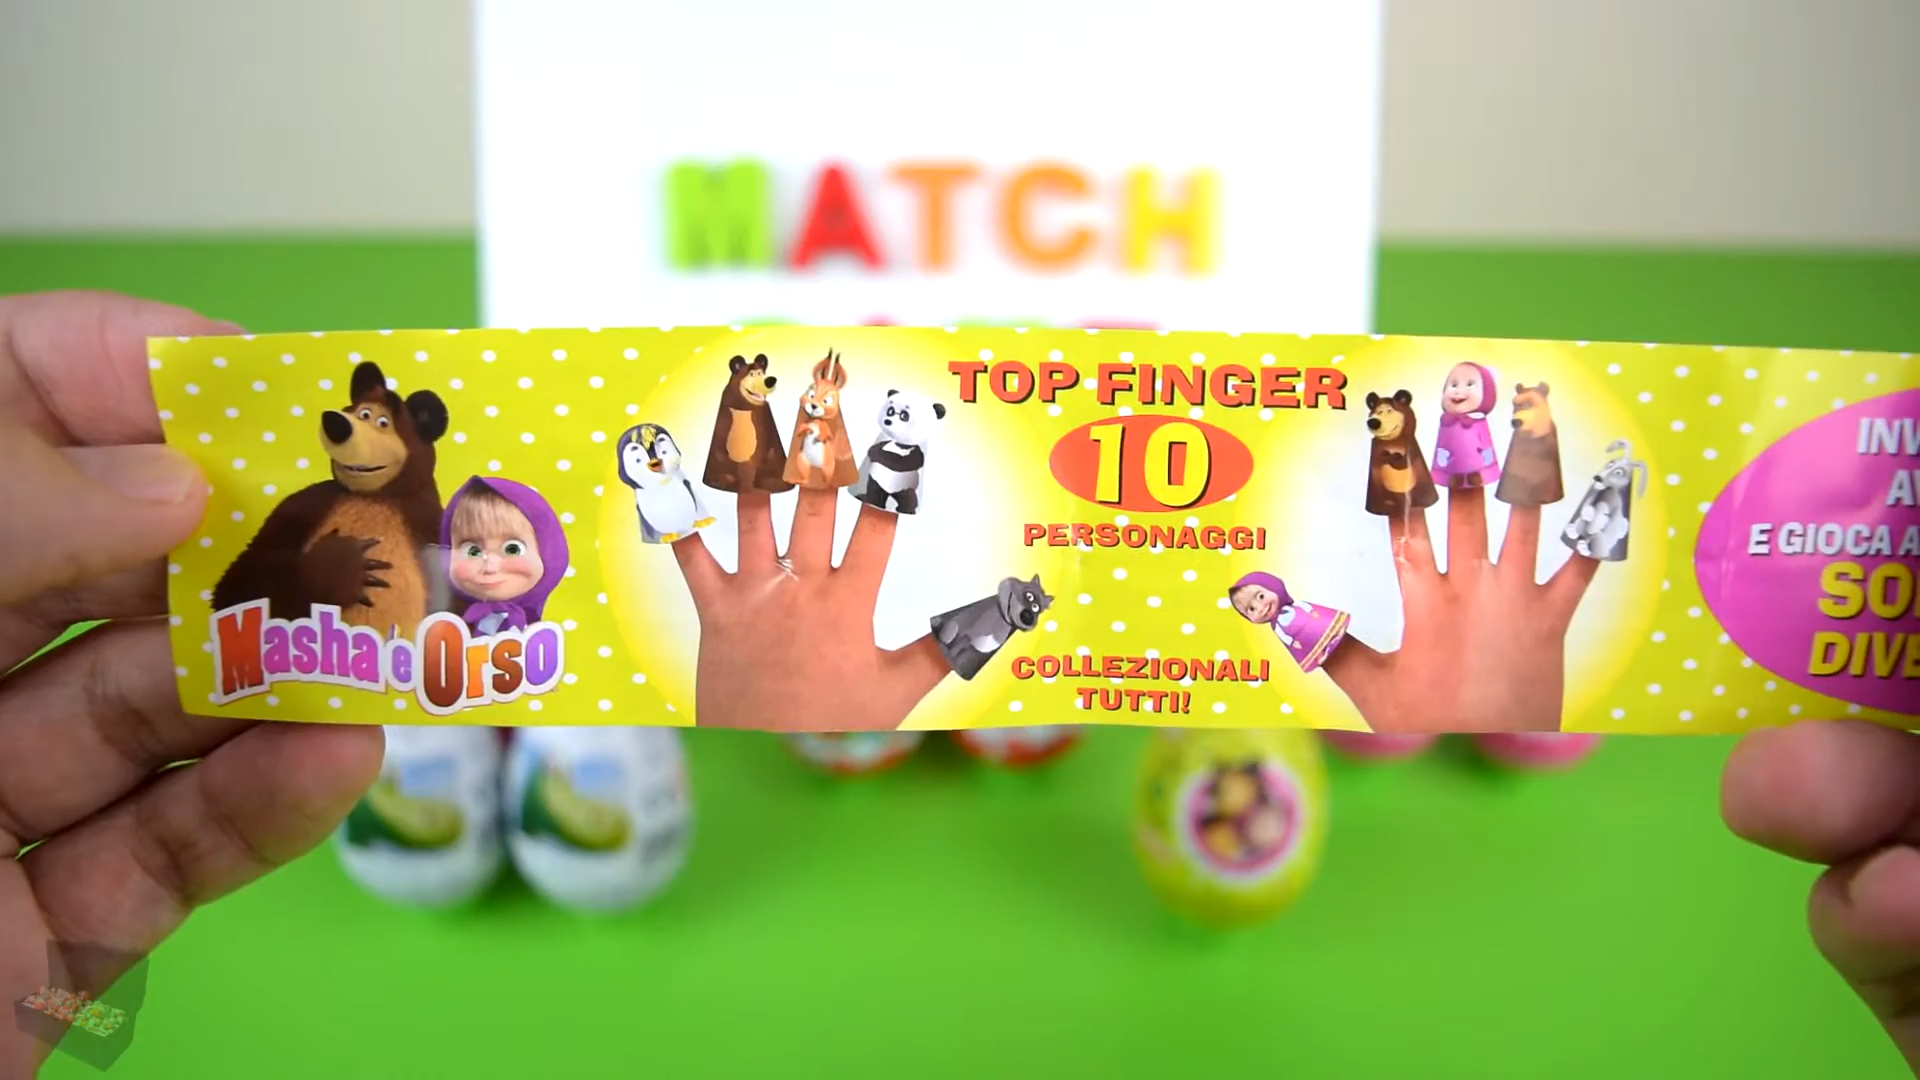 MATCH
Masha e Orso
TOP FINGER
10
PERSONAGGI
COLLEZIONALI
TUTTI!
E GIOCA